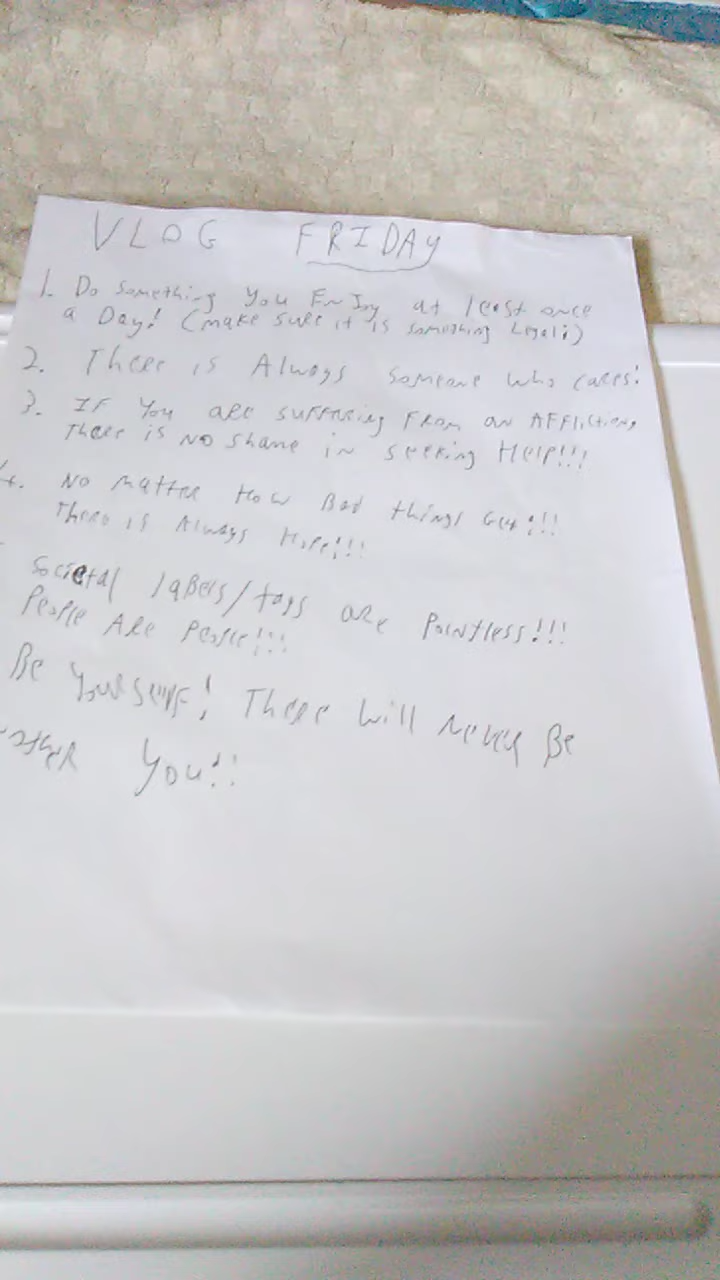 VLOG FRIDAY
1. Do something you Enjoy at least once
a Day! (make sure it is something Legal!)
2. There is Always someone who cares!
3. If You are suffering From an Affliction,
There is No shame in seeking Help!!!
4. No matter How Bad things Get!!!
There is Always Hope!!!
Societal labels/tags are Pointless!!!
People Are People!!!
Be Yourself! There will Never Be
You!!